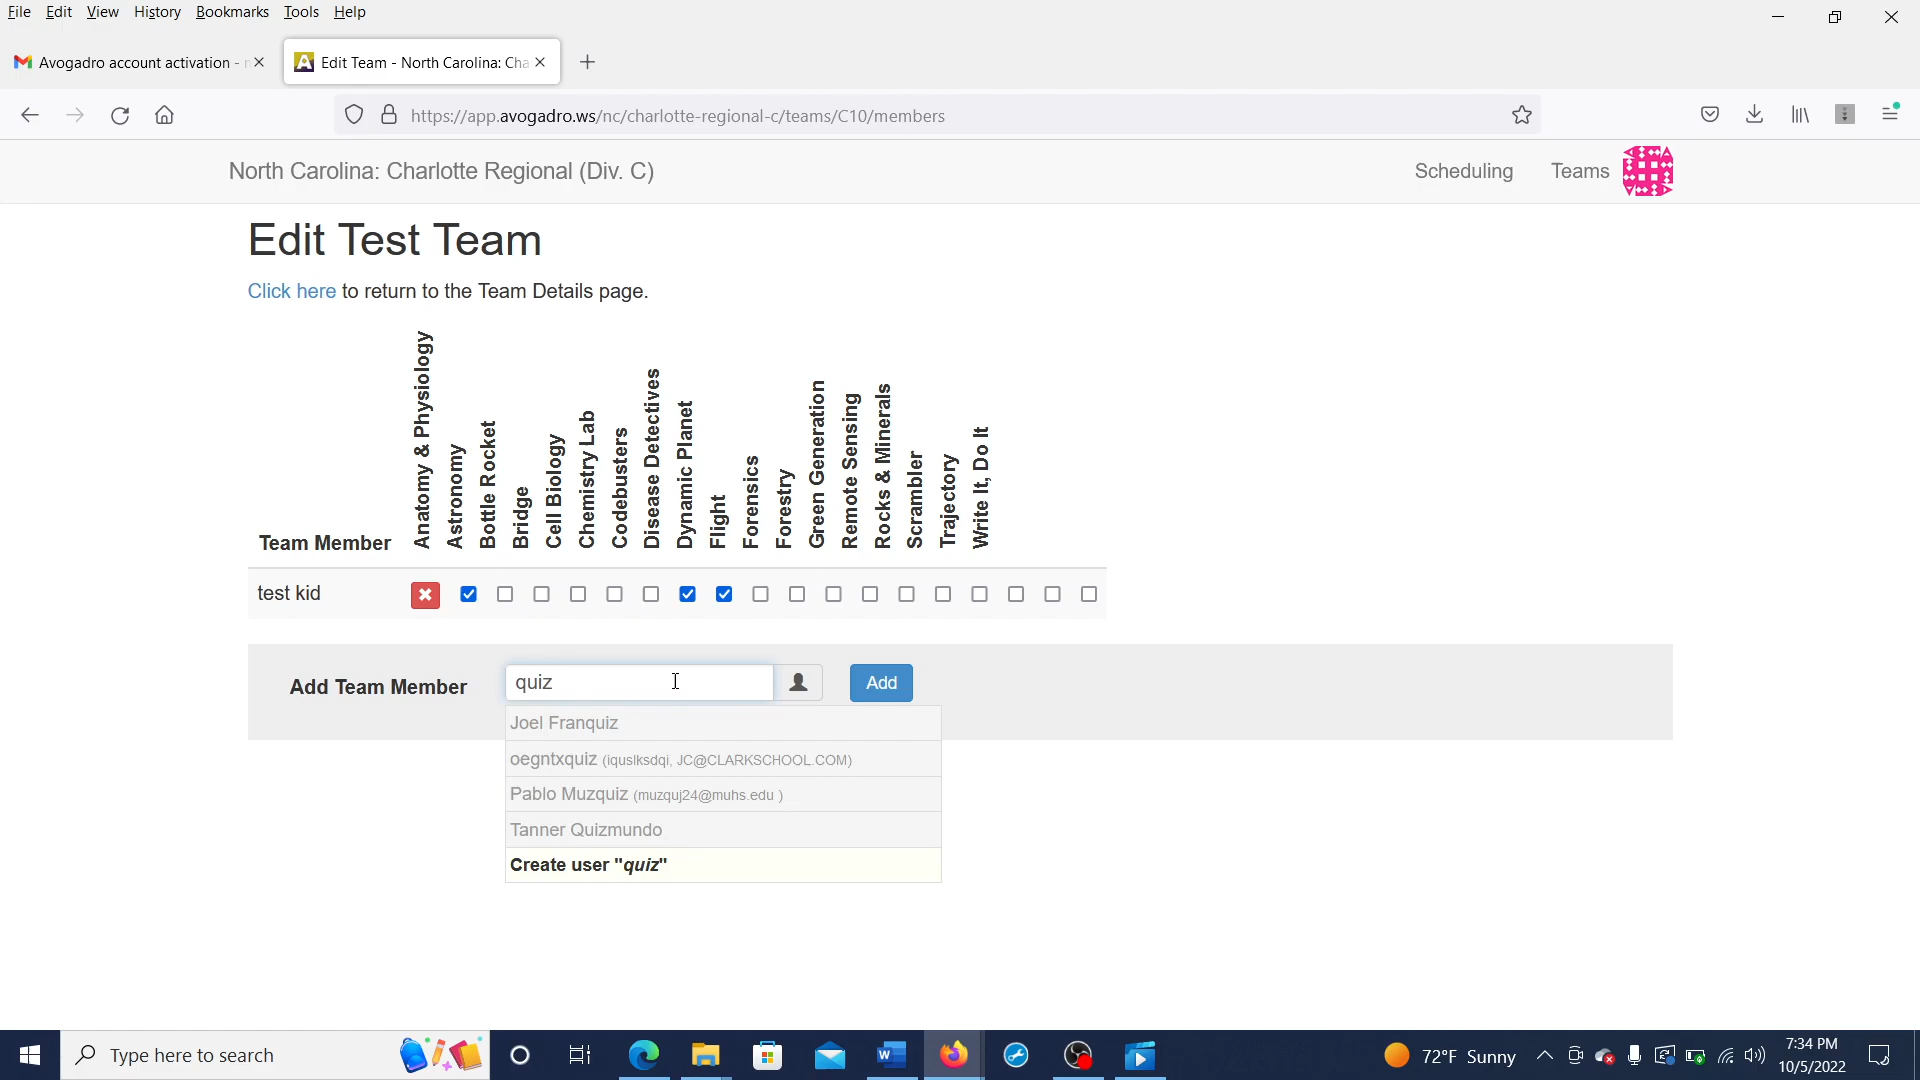 File Edit View History Bookmarks Tools Help
Avogadro account activation -
Edit Team - North Carolina: Cha
https://app.avogadro.ws/nc/charlotte-regional-c/teams/C10/members
North Carolina: Charlotte Regional (Div. C)
Scheduling Teams
Edit Test Team
Click here to return to the Team Details page.
Team Member
Anatomy & Physiology
Astronomy
Bottle Rocket
Bridge
Cell Biology
Chemistry Lab
Codebusters
Disease Detectives
Dynamic Planet
Flight
Forensics
Forestry
Green Generation
Remote Sensing
Rocks & Minerals
Scrambler
Trajectory
Write It, Do It
test kid
Add Team Member
quiz
Add
Joel Franquiz
oegntxquiz (iquslksdqi, JC@CLARKSCHOOL.COM)
Pablo Muzquiz (muzquj24@muhs.edu )
Tanner Quizmundo
Create user "quiz"
Type here to search
72°F Sunny
7:34 PM
10/5/2022